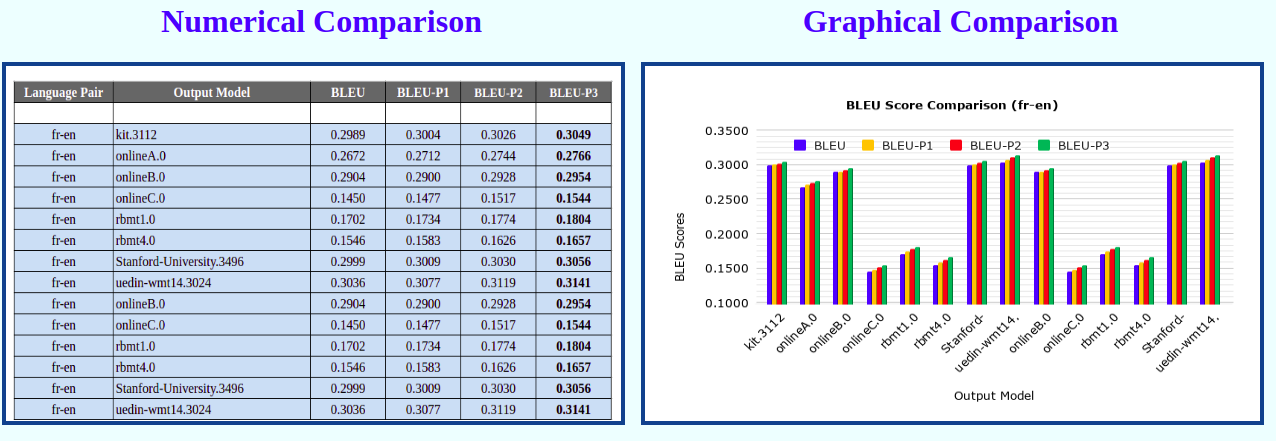 Numerical Comparison
Language Pair Output Model BLEU BLEU-P1 BLEU-P2 BLEU-P3
fr-en kit.3112 0.2989 0.3004 0.3026 0.3049
fr-en onlineA.0 0.2672 0.2712 0.2744 0.2766
fr-en onlineB.0 0.2904 0.2900 0.2928 0.2954
fr-en onlineC.0 0.1450 0.1477 0.1517 0.1544
fr-en rbmt1.0 0.1702 0.1734 0.1774 0.1804
fr-en rbmt4.0 0.1546 0.1583 0.1626 0.1657
fr-en Stanford-University.3496 0.2999 0.3009 0.3030 0.3056
fr-en uedin-wmt14.3024 0.3036 0.3077 0.3119 0.3141
fr-en onlineB.0 0.2904 0.2900 0.2928 0.2954
fr-en onlineC.0 0.1450 0.1477 0.1517 0.1544
fr-en rbmt1.0 0.1702 0.1734 0.1774 0.1804
fr-en rbmt4.0 0.1546 0.1583 0.1626 0.1657
fr-en Stanford-University.3496 0.2999 0.3009 0.3030 0.3056
fr-en uedin-wmt14.3024 0.3036 0.3077 0.3119 0.3141
Graphical Comparison
BLEU Score Comparison (fr-en)
BLEU BLEU-P1 BLEU-P2 BLEU-P3
0.3500
0.3000
0.2500
0.2000
0.1500
0.1000
BLEU Scores
kit.3112
onlineA.0
onlineB.0
onlineC.0
rbmt1.0
rbmt4.0
Stanford-
uedin-wmt14.
onlineB.0
onlineC.0
rbmt1.0
rbmt4.0
Stanford-
uedin-wmt14.
Output Model